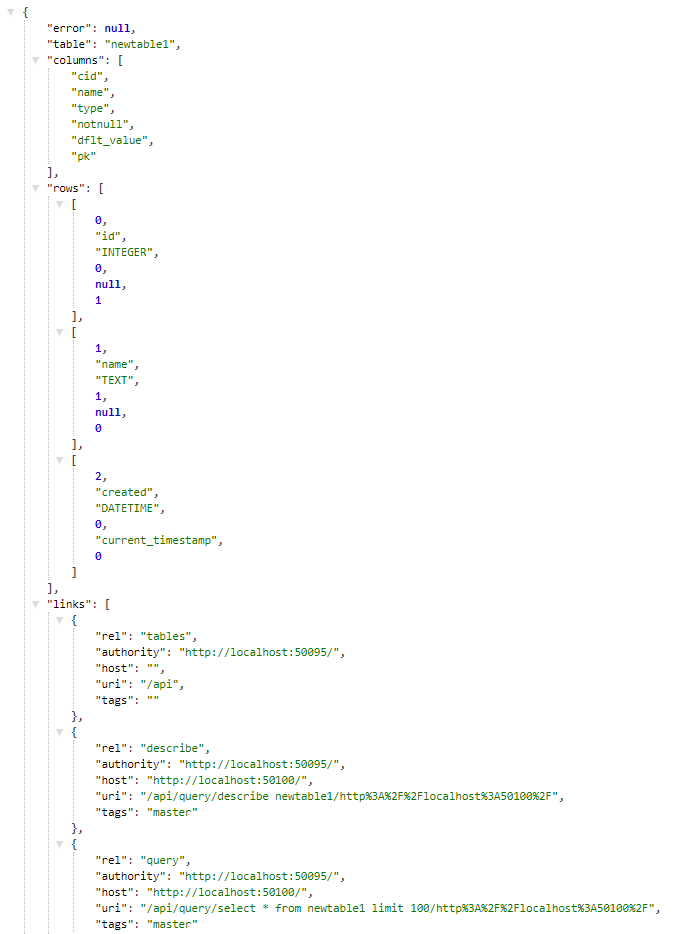 {
"error": null,
"table": "newtable1",
"columns": [
"cid",
"name",
"type",
"notnull",
"dflt_value",
"pk"
],
"rows": [
[
0,
"id",
"INTEGER",
0,
null,
1
],
[
1,
"name",
"TEXT",
1,
null,
0
],
[
2,
"created",
"DATETIME",
0,
"current_timestamp",
0
]
],
"links": [
{
"rel": "tables",
"authority": "http://localhost:50095/",
"host": "",
"uri": "/api",
"tags": ""
},
{
"rel": "describe",
"authority": "http://localhost:50095/",
"host": "http://localhost:50100/",
"uri": "/api/query/describe newtable1/http%3A%2F%2Flocalhost%3A50100%2F",
"tags": "master"
},
{
"rel": "query",
"authority": "http://localhost:50095/",
"host": "http://localhost:50100/",
"uri": "/api/query/select * from newtable1 limit 100/http%3A%2F%2Flocalhost%3A50100%2F",
"tags": "master"